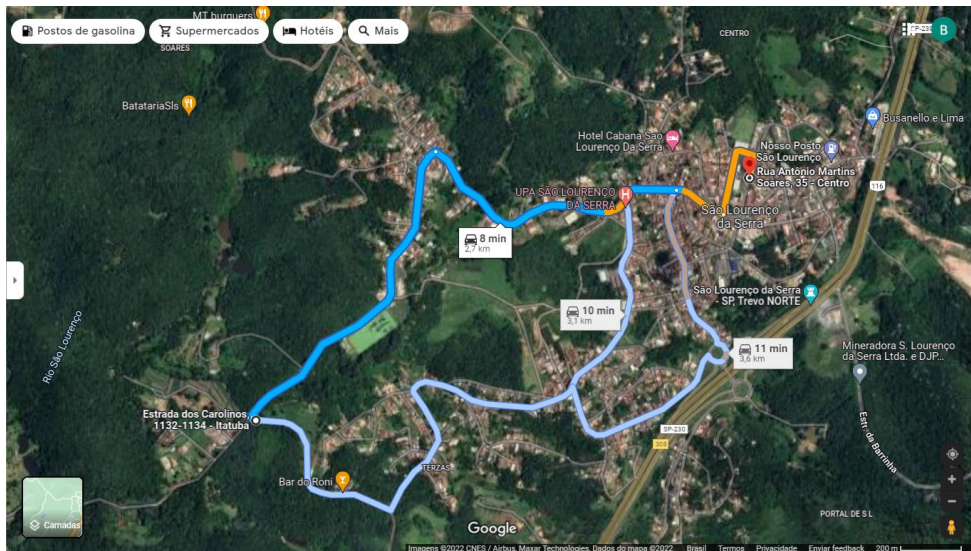 MT burguers
Postos de gasolina
Supermercados
Hotéis
Mais
SOARES
CENTRO
SP-230
B
BatatariaSls
Busanello e Lima
Hotel Cabana São
Lourenço Da Serra
Nosso Posto
São Lourenço
Rua Antônio Martins
Soares, 35 - Centro
116
UPA SÃO LOURENÇO
DA SERRA
H
São Lourenço
da Serra
8 min
2,7 km
São Lourenço da Serra
- SP, Trevo NORTE
10 min
3,1 km
Rio São Lourenço
11 min
3,6 km
Mineradora S. Lourenço
da Serra Ltda. e DJP...
Estrada dos Carolinos,
1132-1134 - Itatuba
Estr. da Barrinha
SP-230
308
TERZAS
Bar do Roni
PORTAL DE S L
Camadas
Google
Imagens ©2022 CNES / Airbus, Maxar Technologies, Dados do mapa ©2022 Brasil Termos Privacidade Enviar feedback 200 m